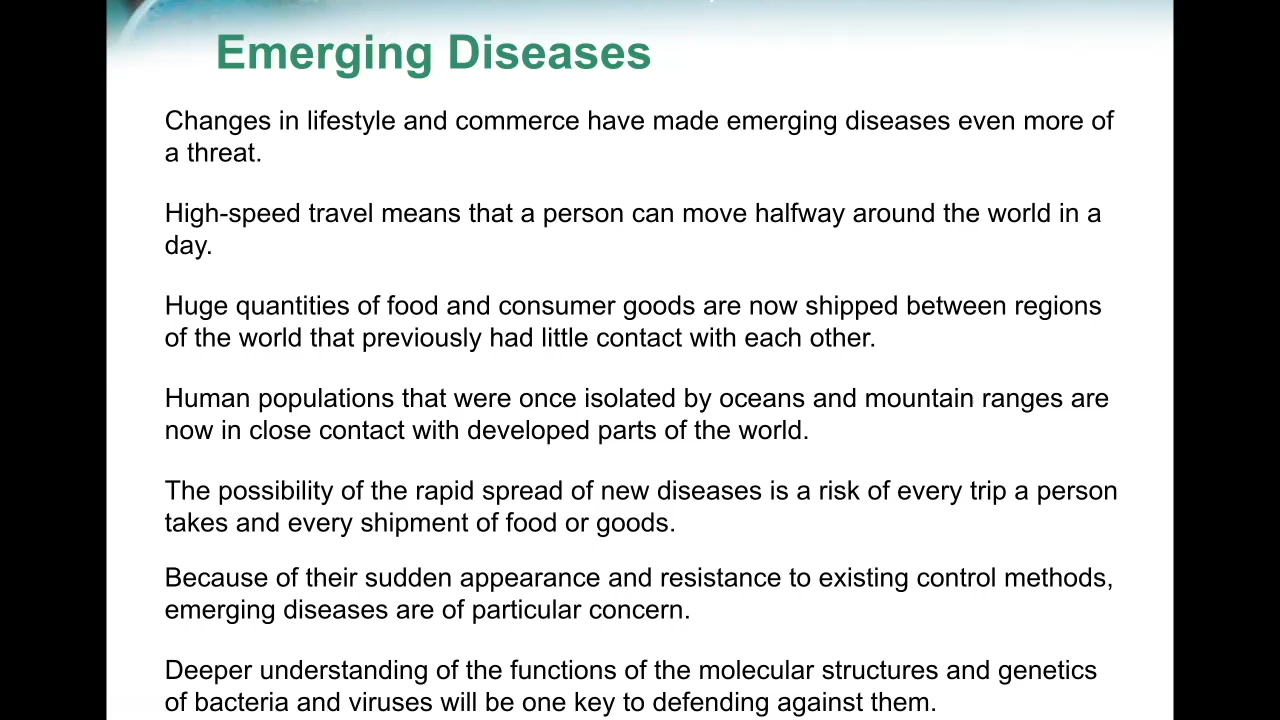 Emerging Diseases
Changes in lifestyle and commerce have made emerging diseases even more of
a threat.
High-speed travel means that a person can move halfway around the world in a
day.
Huge quantities of food and consumer goods are now shipped between regions
of the world that previously had little contact with each other.
Human populations that were once isolated by oceans and mountain ranges are
now in close contact with developed parts of the world.
The possibility of the rapid spread of new diseases is a risk of every trip a person
takes and every shipment of food or goods.
Because of their sudden appearance and resistance to existing control methods,
emerging diseases are of particular concern.
Deeper understanding of the functions of the molecular structures and genetics
of bacteria and viruses will be one key to defending against them.